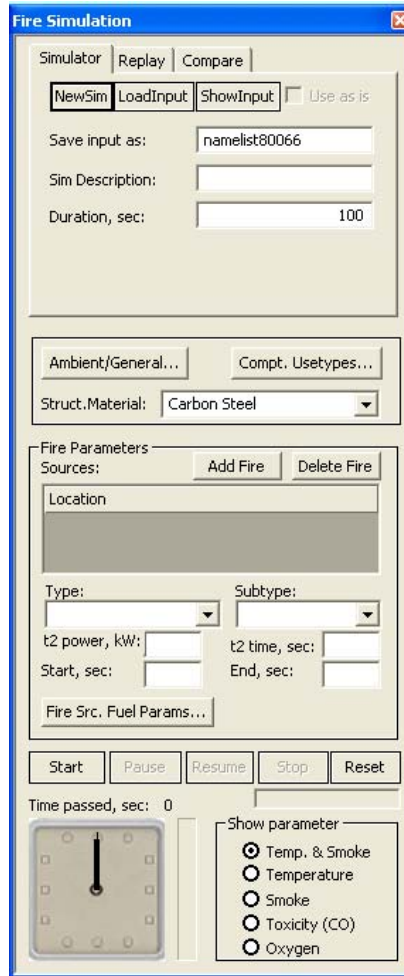 Fire Simulation
Simulator Replay Compare
NewSim LoadInput ShowInput Use as is
Save input as: namelist80066
Sim Description:
Duration, sec: 100
Ambient/General... Compt. Usetypes...
Struct.Material: Carbon Steel
Fire Parameters
Sources: Add Fire Delete Fire
Location
Type: Subtype:
t2 power, kW: t2 time, sec:
Start, sec: End, sec:
Fire Src. Fuel Params...
Start Pause Resume Stop Reset
Time passed, sec: 0
Show parameter
Temp. & Smoke
Temperature
Smoke
Toxicity (CO)
Oxygen